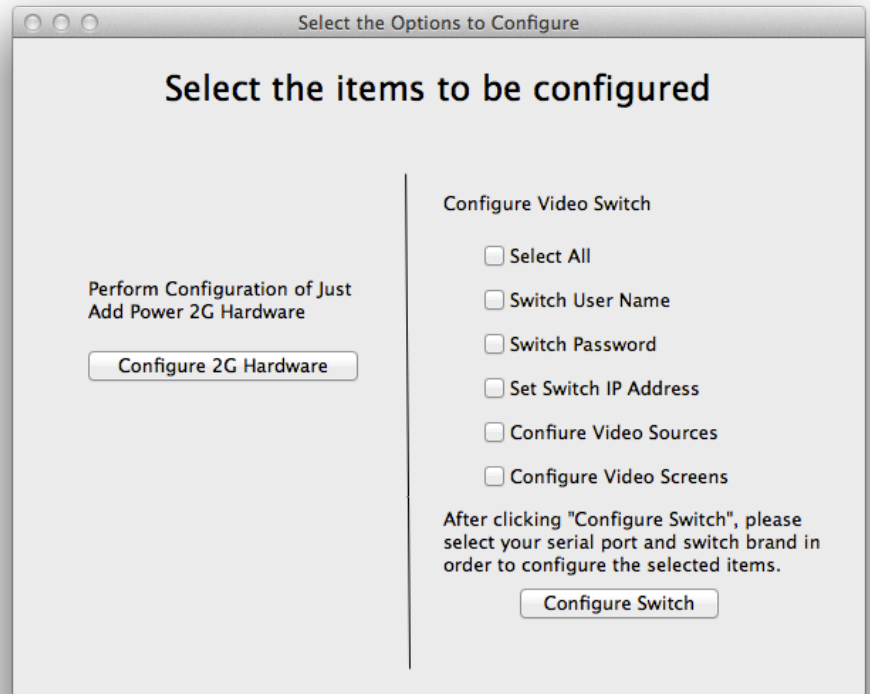 Select the Options to Configure
Select the items to be configured
Perform Configuration of Just
Add Power 2G Hardware
Configure 2G Hardware
Configure Video Switch
Select All
Switch User Name
Switch Password
Set Switch IP Address
Confiure Video Sources
Configure Video Screens
After clicking "Configure Switch", please
select your serial port and switch brand in
order to configure the selected items.
Configure Switch